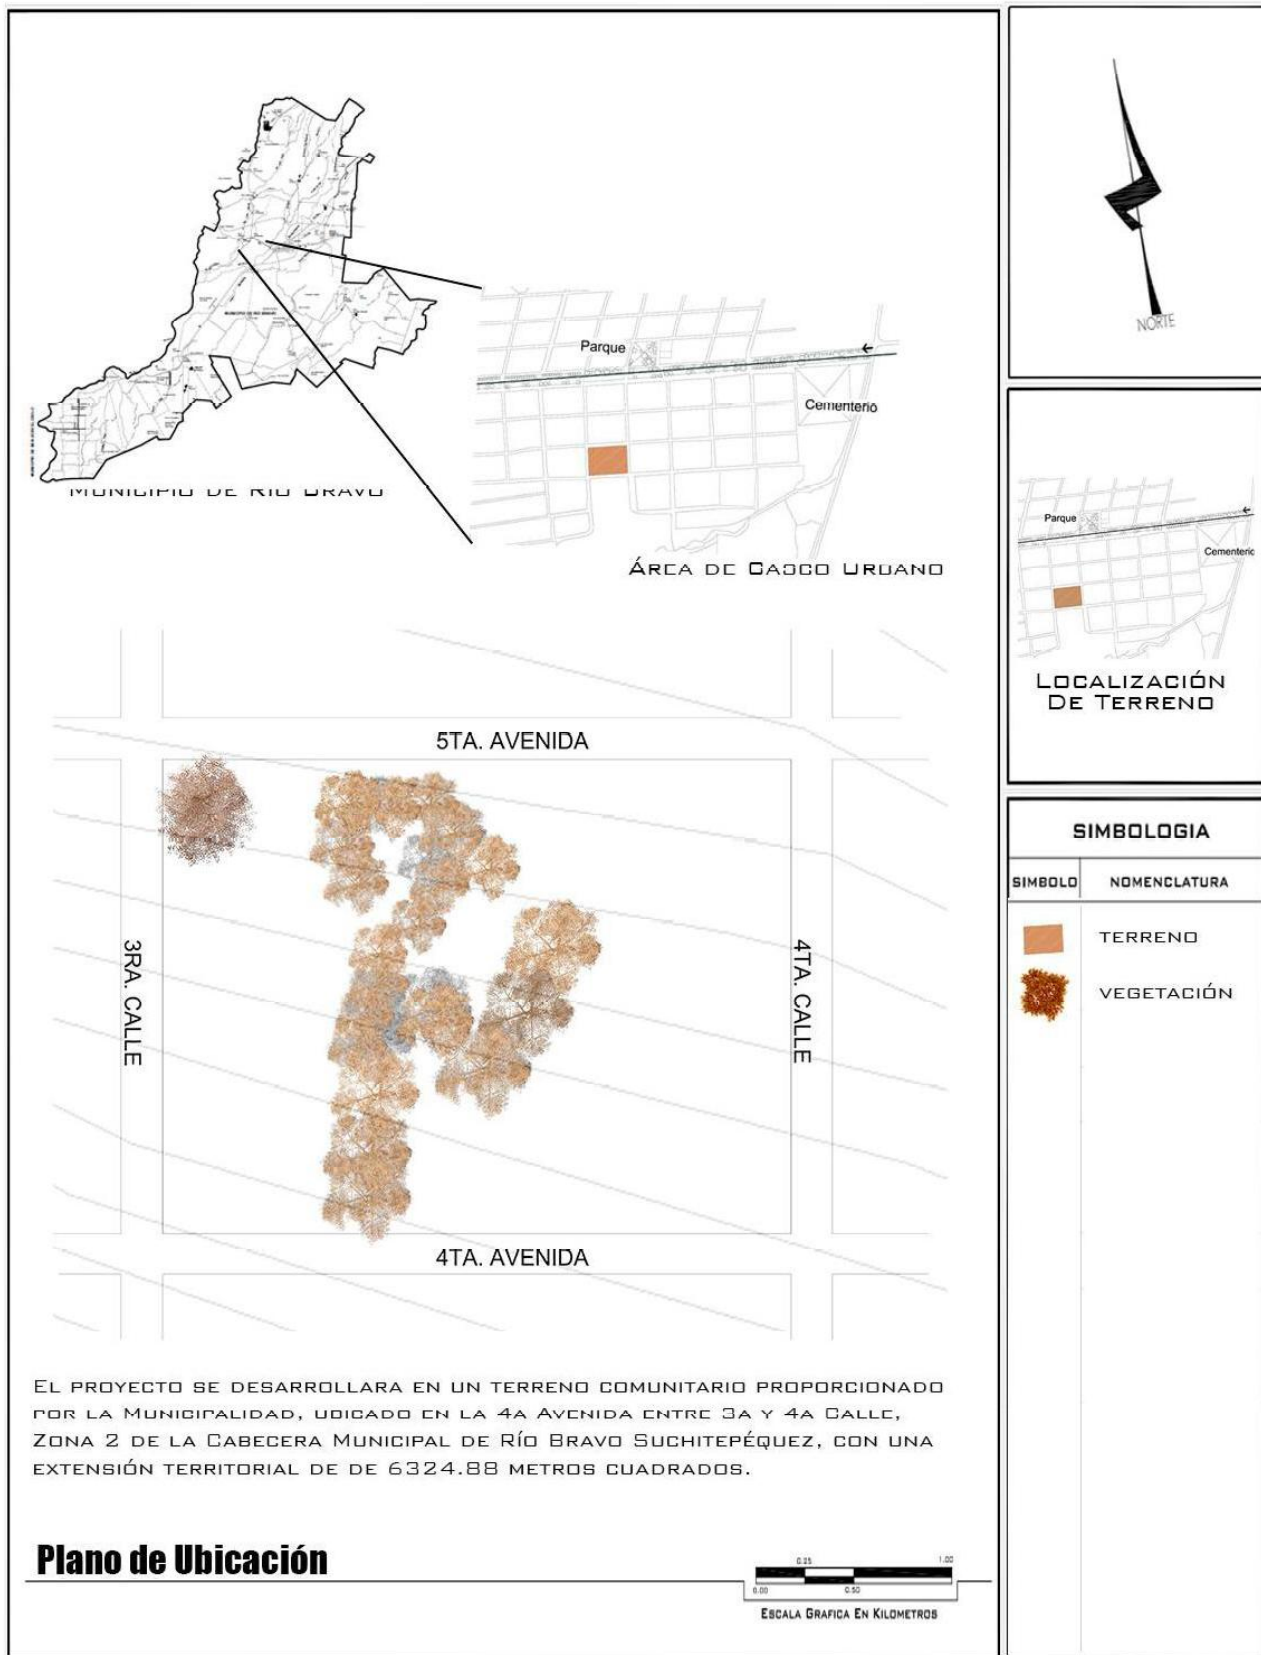 MUNICIPIO DE RIO BRAVO
Parque
Cementerio
ÁREA DE CASCO URBANO
5TA. AVENIDA
3RA. CALLE
4TA. CALLE
4TA. AVENIDA
EL PROYECTO SE DESARROLLARA EN UN TERRENO COMUNITARIO PROPORCIONADO
POR LA MUNICIPALIDAD, UBICADO EN LA 4A AVENIDA ENTRE 3A Y 4A CALLE,
ZONA 2 DE LA CABECERA MUNICIPAL DE RÍO BRAVO SUCHITEPÉQUEZ, CON UNA
EXTENSIÓN TERRITORIAL DE DE 6324.88 METROS CUADRADOS.
Plano de Ubicación
0.25 1.00
0.00 0.50
ESCALA GRAFICA EN KILOMETROS
NORTE
Parque
Cementerio
LOCALIZACIÓN
DE TERRENO
SIMBOLOGIA
SIMBOLO NOMENCLATURA
TERRENO
VEGETACIÓN